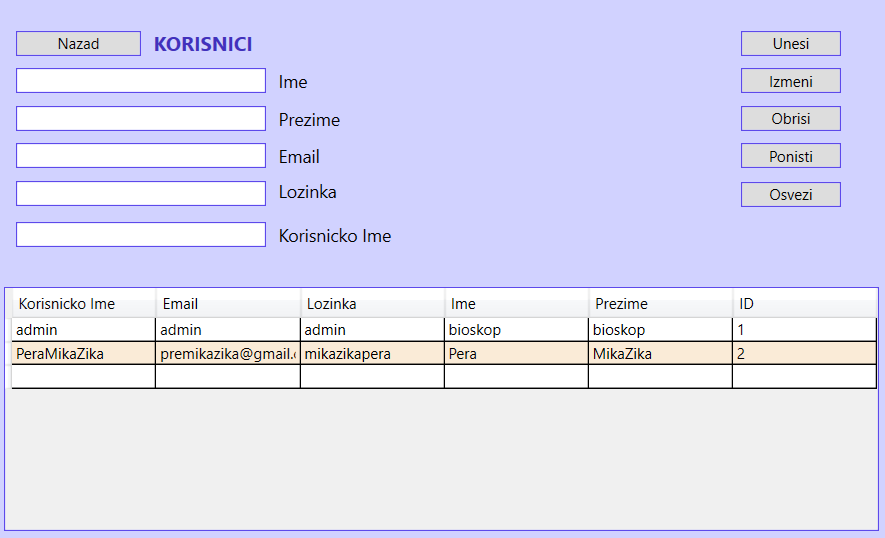 Nazad KORISNICI Unesi
Ime Izmeni
Prezime Obrisi
Email Ponisti
Lozinka Osvezi
Korisnicko Ime
Korisnicko Ime Email Lozinka Ime Prezime ID
admin admin admin bioskop bioskop 1
PeraMikaZika premikazika@gmail. mikazikapera Pera MikaZika 2